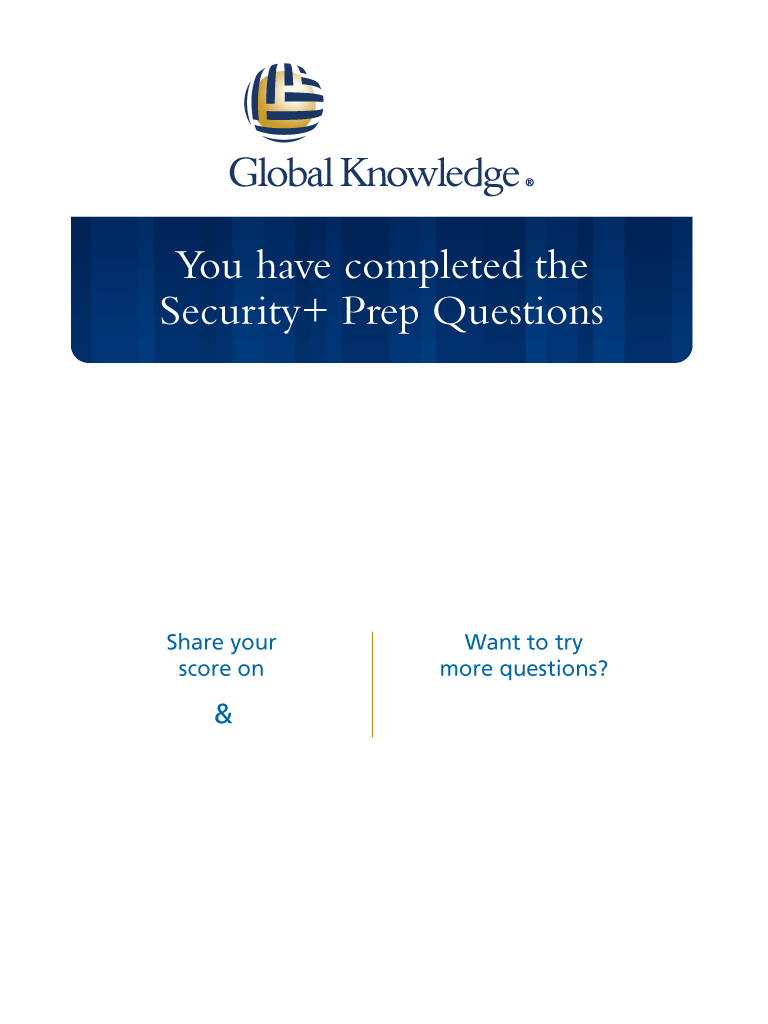 Global Knowledge®
You have completed the
Security+ Prep Questions
Share your
score on
&
Want to try
more questions?